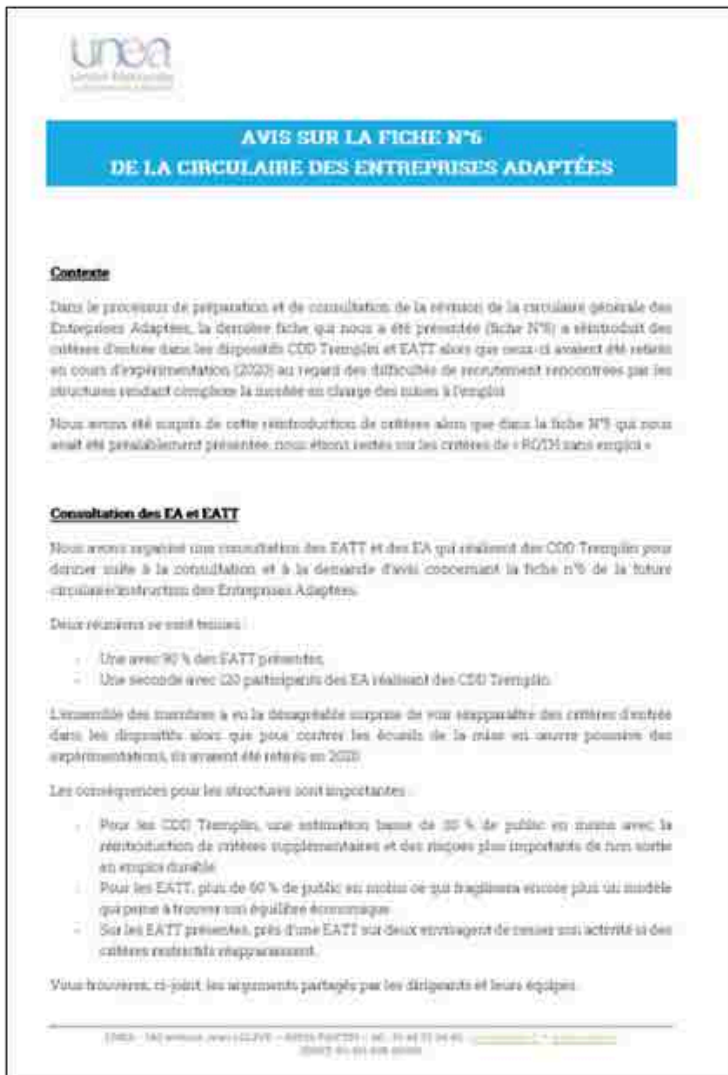 unea
AVIS SUR LA FICHE N°6
DE LA CIRCULAIRE DES ENTREPRISES ADAPTÉES
Contexte
Dans le processus de préparation et de consultation de la révision de la circulaire générale des
Entreprises Adaptées, la dernière fiche qui nous a été présentée (fiche N°6) a réintroduit des
critères d'entrée dans les dispositifs CDD Tremplin et EATT alors que ceux-ci avaient été retirés
en cours d'expérimentation (2020) au regard des difficultés de recrutement rencontrées par les
structures rendant complexe la montée en charge des mises à l'emploi
Nous avons été surpris de cette réintroduction de critères alors que dans la fiche N°5 qui nous
avait été préalablement présentée, nous étions restés sur les critères de « RQTH sans emploi »
Consultation des EA et EATT
Nous avons organisé une consultation des EATT et des EA qui réalisent des CDD Tremplin pour
donner suite à la consultation et à la demande d'avis concernant la fiche n°6 de la future
circulaire/instruction des Entreprises Adaptées.
Deux réunions se sont tenues :
- Une avec 90 % des EATT présentes,
- Une seconde avec 120 participants des EA réalisant des CDD Tremplin.
L'ensemble des membres a eu la désagréable surprise de voir réapparaître des critères d'entrée
dans les dispositifs alors que pour contrer les écueils de la mise en œuvre poussive des
expérimentations, ils avaient été retirés en 2020
Les conséquences pour les structures sont importantes :
- Pour les CDD Tremplin, une estimation basse de 30 % de public en moins avec la
réintroduction de critères supplémentaires et des risques plus importants de non sortie
en emploi durable
- Pour les EATT, plus de 60 % de public en moins ce qui fragilisera encore plus un modèle
qui peine à trouver son équilibre économique
- Sur les EATT présentes, près d'une EATT sur deux envisagent de cesser son activité si des
critères restrictifs réapparaissent.
Vous trouverez, ci-joint, les arguments partagés par les dirigeants et leurs équipes.